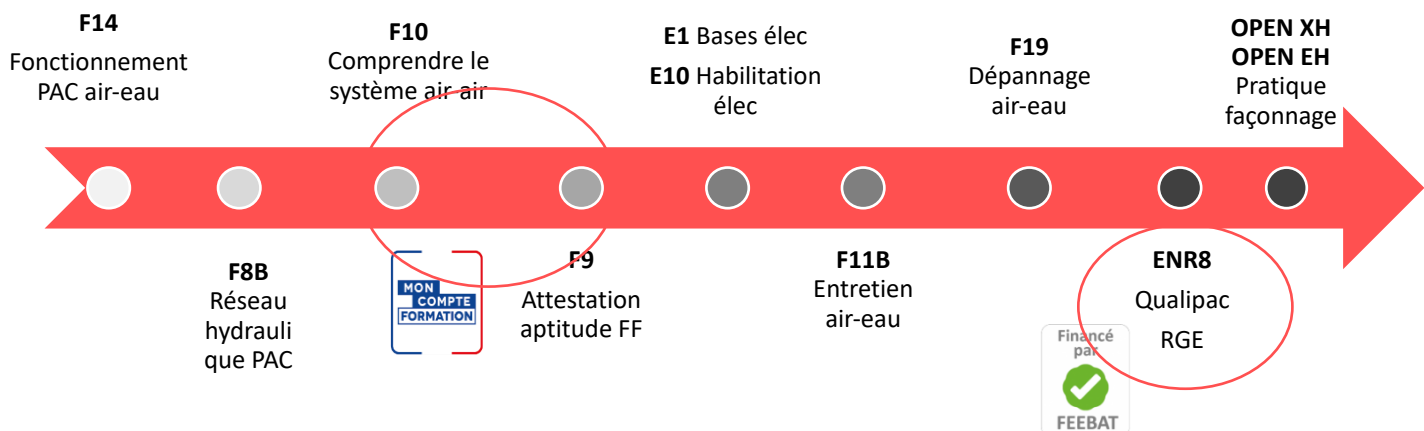 F14
Fonctionnement
PAC air-eau
F8B
Réseau
hydrauli
que PAC
F10
Comprendre le
système air-air
MON
COMPTE
FORMATION
F9
Attestation
aptitude FF
E1 Bases élec
E10 Habilitation
élec
F11B
Entretien
air-eau
F19
Dépannage
air-eau
ENR8
Qualipac
RGE
Financé
par
FEEBAT
OPEN XH
OPEN EH
Pratique
façonnage